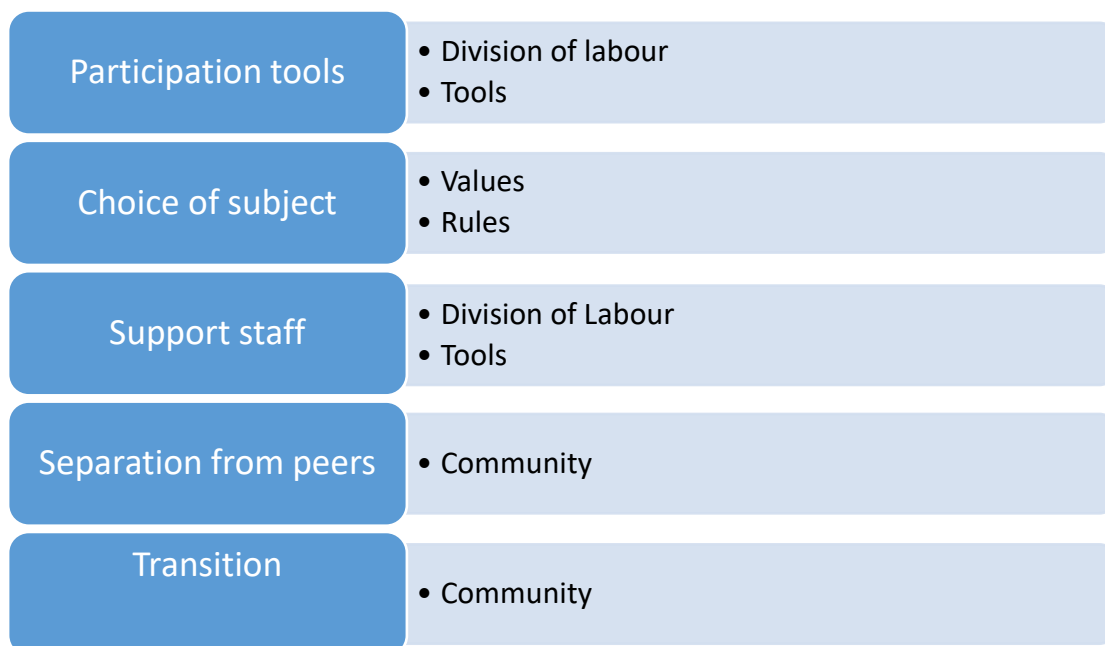 Participation tools
• Division of labour
• Tools
Choice of subject
• Values
• Rules
Support staff
• Division of Labour
• Tools
Separation from peers
• Community
Transition
• Community